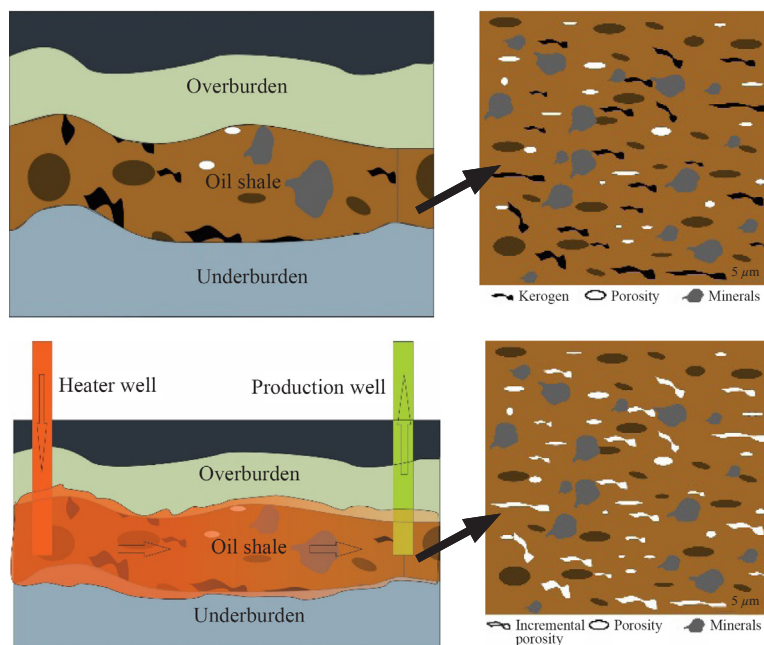 Overburden
Oil shale
Underburden
5 µm
Kerogen Porosity Minerals
Heater well Production well
Overburden
Oil shale
Underburden
5 µm
Incremental porosity Porosity Minerals